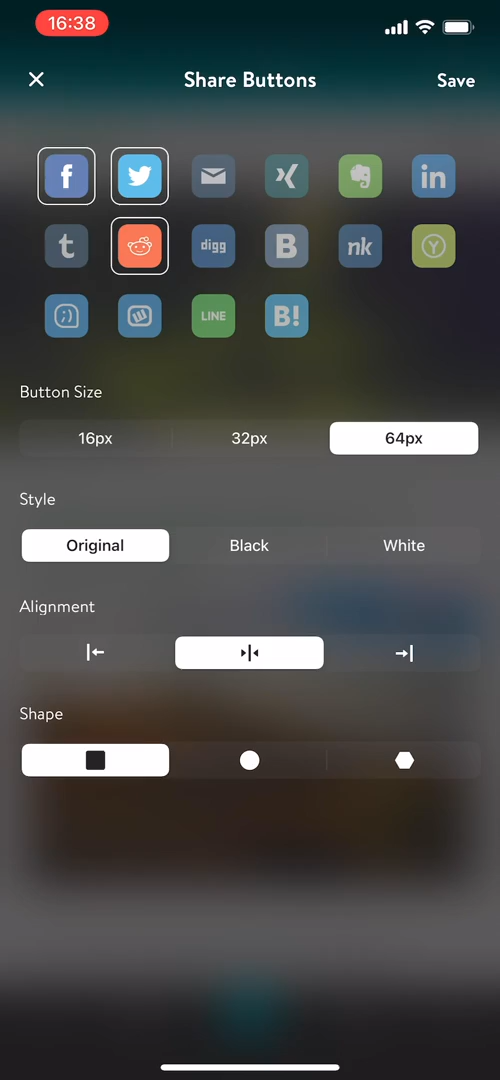 16:38
Share Buttons
Save
f in
t digg B nk Y
;) LINE B!
Button Size
16px 32px 64px
Style
Original Black White
Alignment
Shape